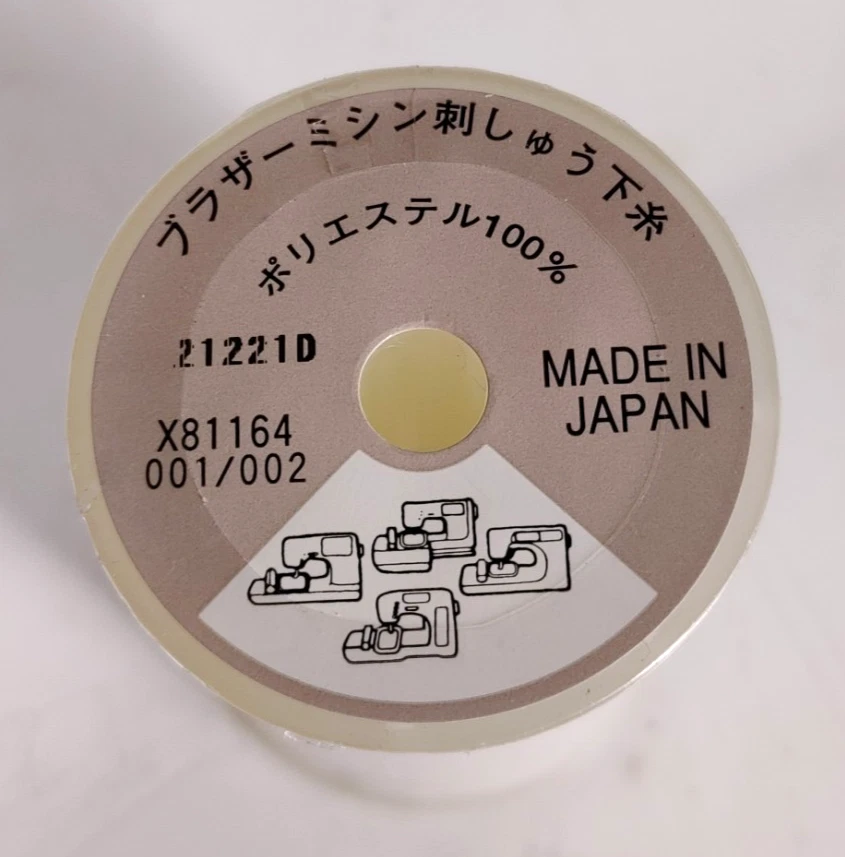 ブラザーミシン刺しゅう下糸
ポリエステル100%
21221D
MADE IN
JAPAN
X81164
001/002